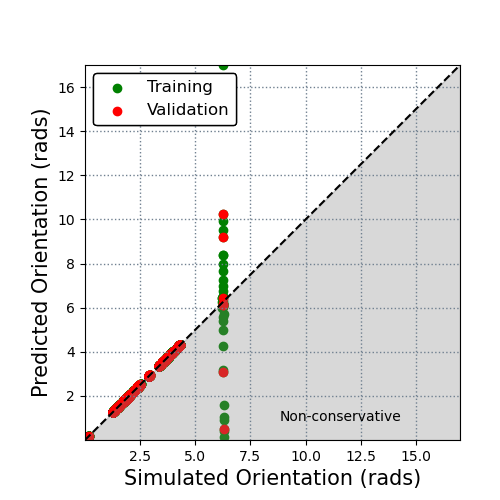 Training
Validation
16
14
12
10
8
6
4
2
Predicted Orientation (rads)
Non-conservative
2.5 5.0 7.5 10.0 12.5 15.0
Simulated Orientation (rads)